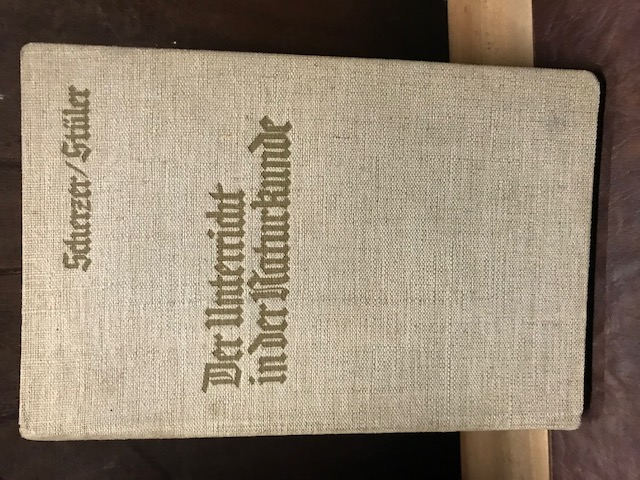 Scherzer/Stüler
Der Unterricht
in der Naturkunde